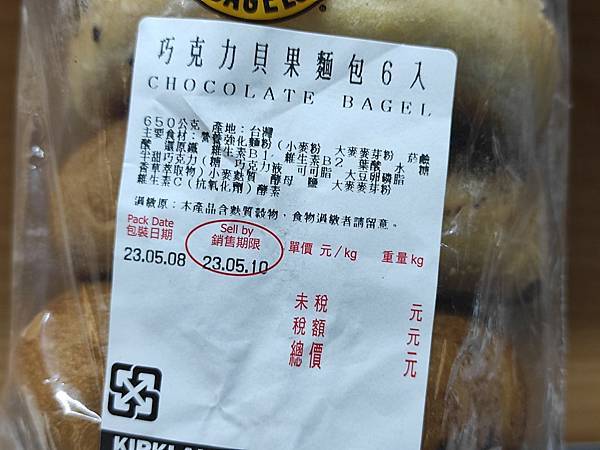 BAGELS
巧克力貝果麵包6入
CHOCOLATE BAGEL
650公克 產地：台灣
主要食材：營養強化麵粉（小麥粉 大麥麥芽粉 菸鹼
酸 還原鐵 維生素B1 維生素B2 葉酸 水 糖
半甜巧克力（糖 巧克力液 可可脂 大豆卵磷脂
香草萃取物）小麥麩質 酵母 鹽 大麥麥芽粉
維生素C（抗氧化劑）酵素
過敏原：本產品含麩質穀物，食物過敏者請留意。
Pack Date Sell by
包裝日期 銷售期限 單價 元/kg 重量kg
23.05.08 23.05.10
未稅 元
稅額 元
總價 元